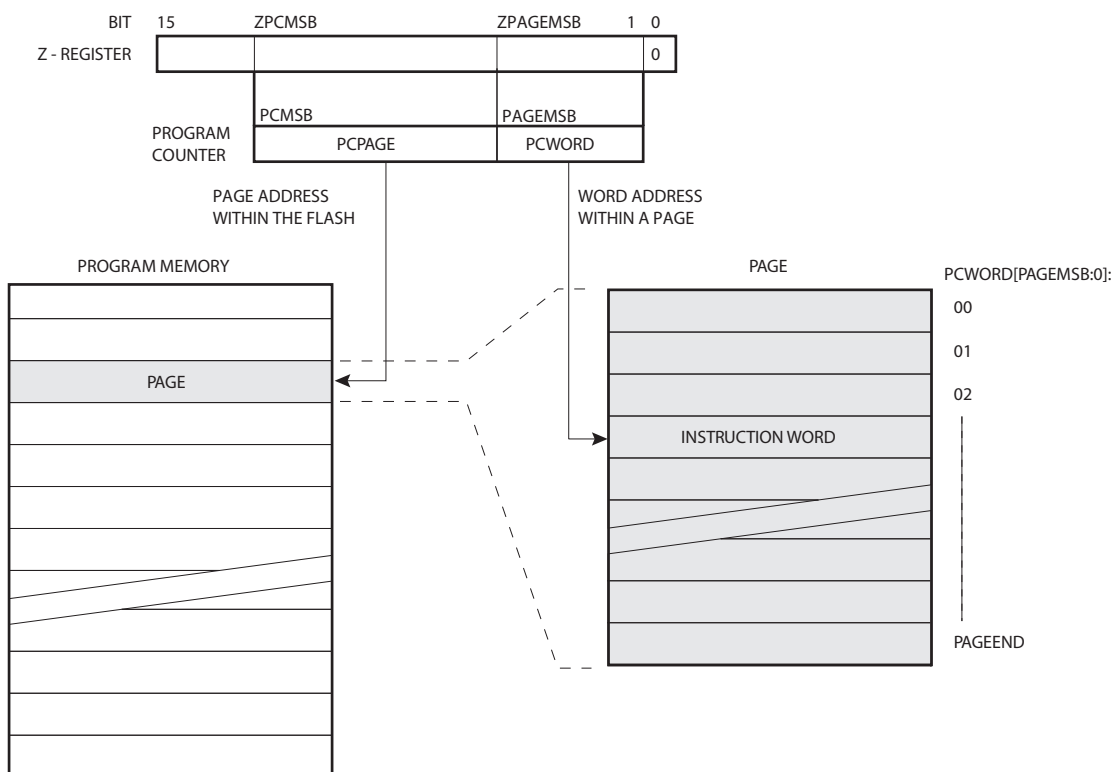 BIT 15 ZPCMSB ZPAGEMSB 1 0
Z - REGISTER 0
PCMSB PAGEMSB
PROGRAM
COUNTER
PCPAGE PCWORD
PAGE ADDRESS
WITHIN THE FLASH
WORD ADDRESS
WITHIN A PAGE
PROGRAM MEMORY
PAGE
PAGE
PCWORD[PAGEMSB:0]:
00
01
02
INSTRUCTION WORD
PAGEEND